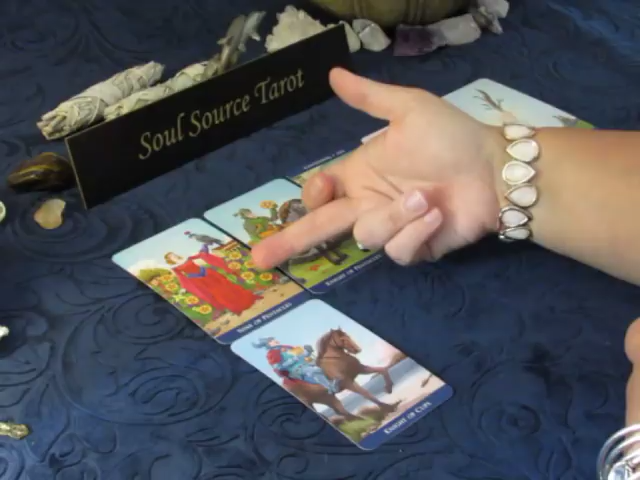 Soul Source Tarot
Nine of Pentacles
Knight of Pentacles
Knight of Cups